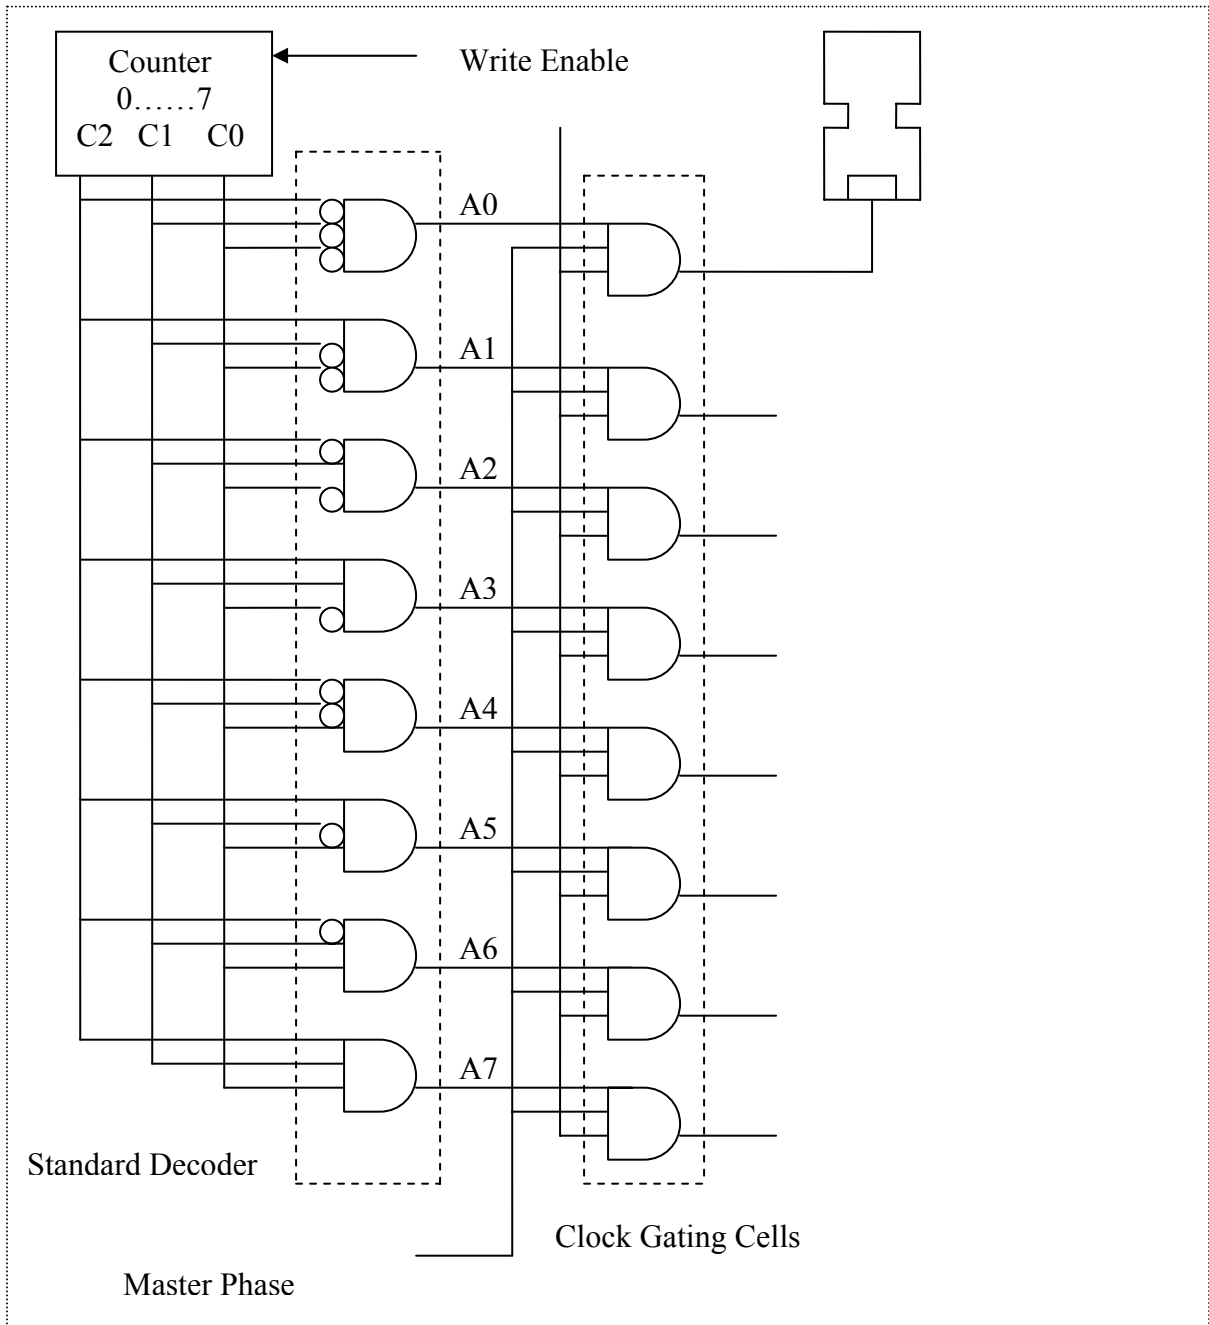 Counter
0……7
C2 C1 C0
Write Enable
A0
A1
A2
A3
A4
A5
A6
A7
Standard Decoder
Clock Gating Cells
Master Phase